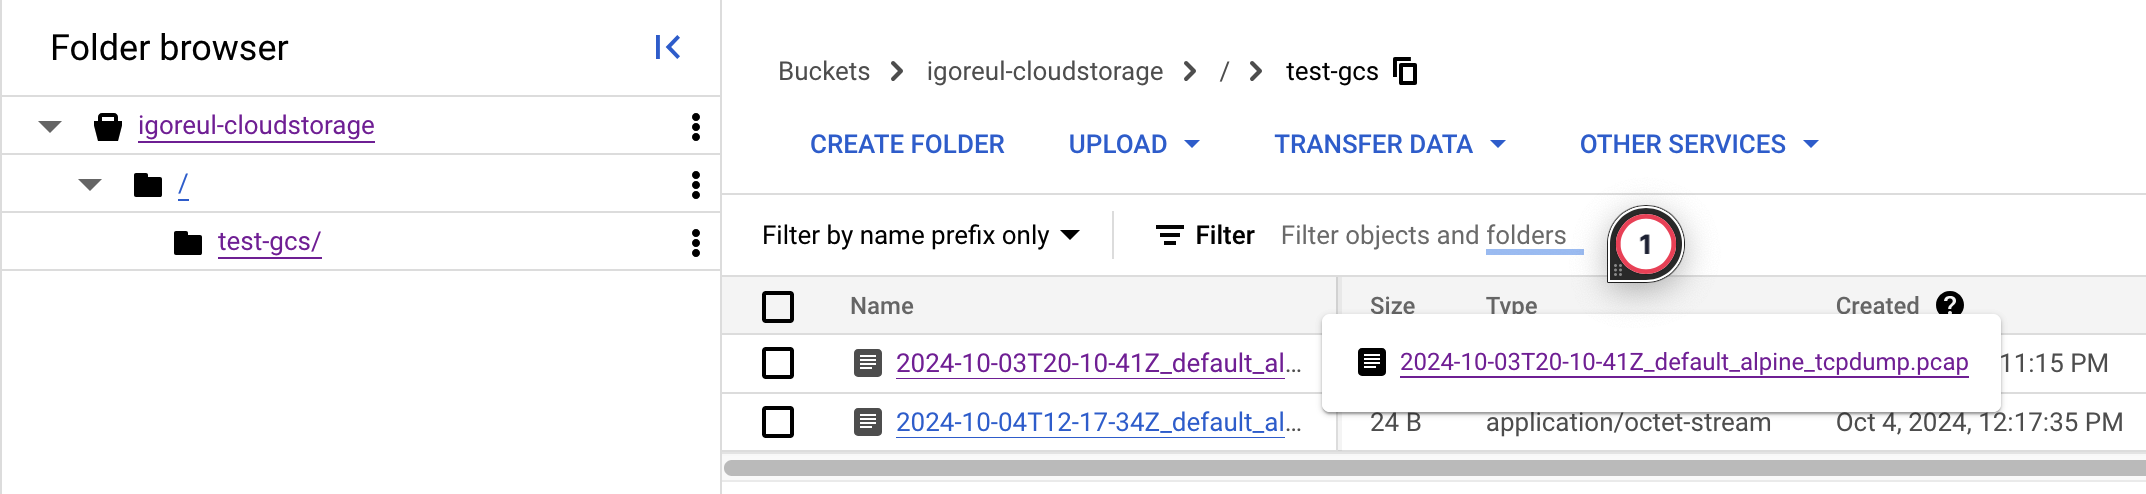 Folder browser
igoreul-cloudstorage
/
test-gcs/
Buckets igoreul-cloudstorage / test-gcs
CREATE FOLDER UPLOAD TRANSFER DATA OTHER SERVICES
Filter by name prefix only Filter Filter objects and folders 1
Name Size Type Created ?
2024-10-03T20-10-41Z_default_al... 2024-10-03T20-10-41Z_default_alpine_tcpdump.pcap 11:15 PM
2024-10-04T12-17-34Z_default_al... 24 B application/octet-stream Oct 4, 2024, 12:17:35 PM